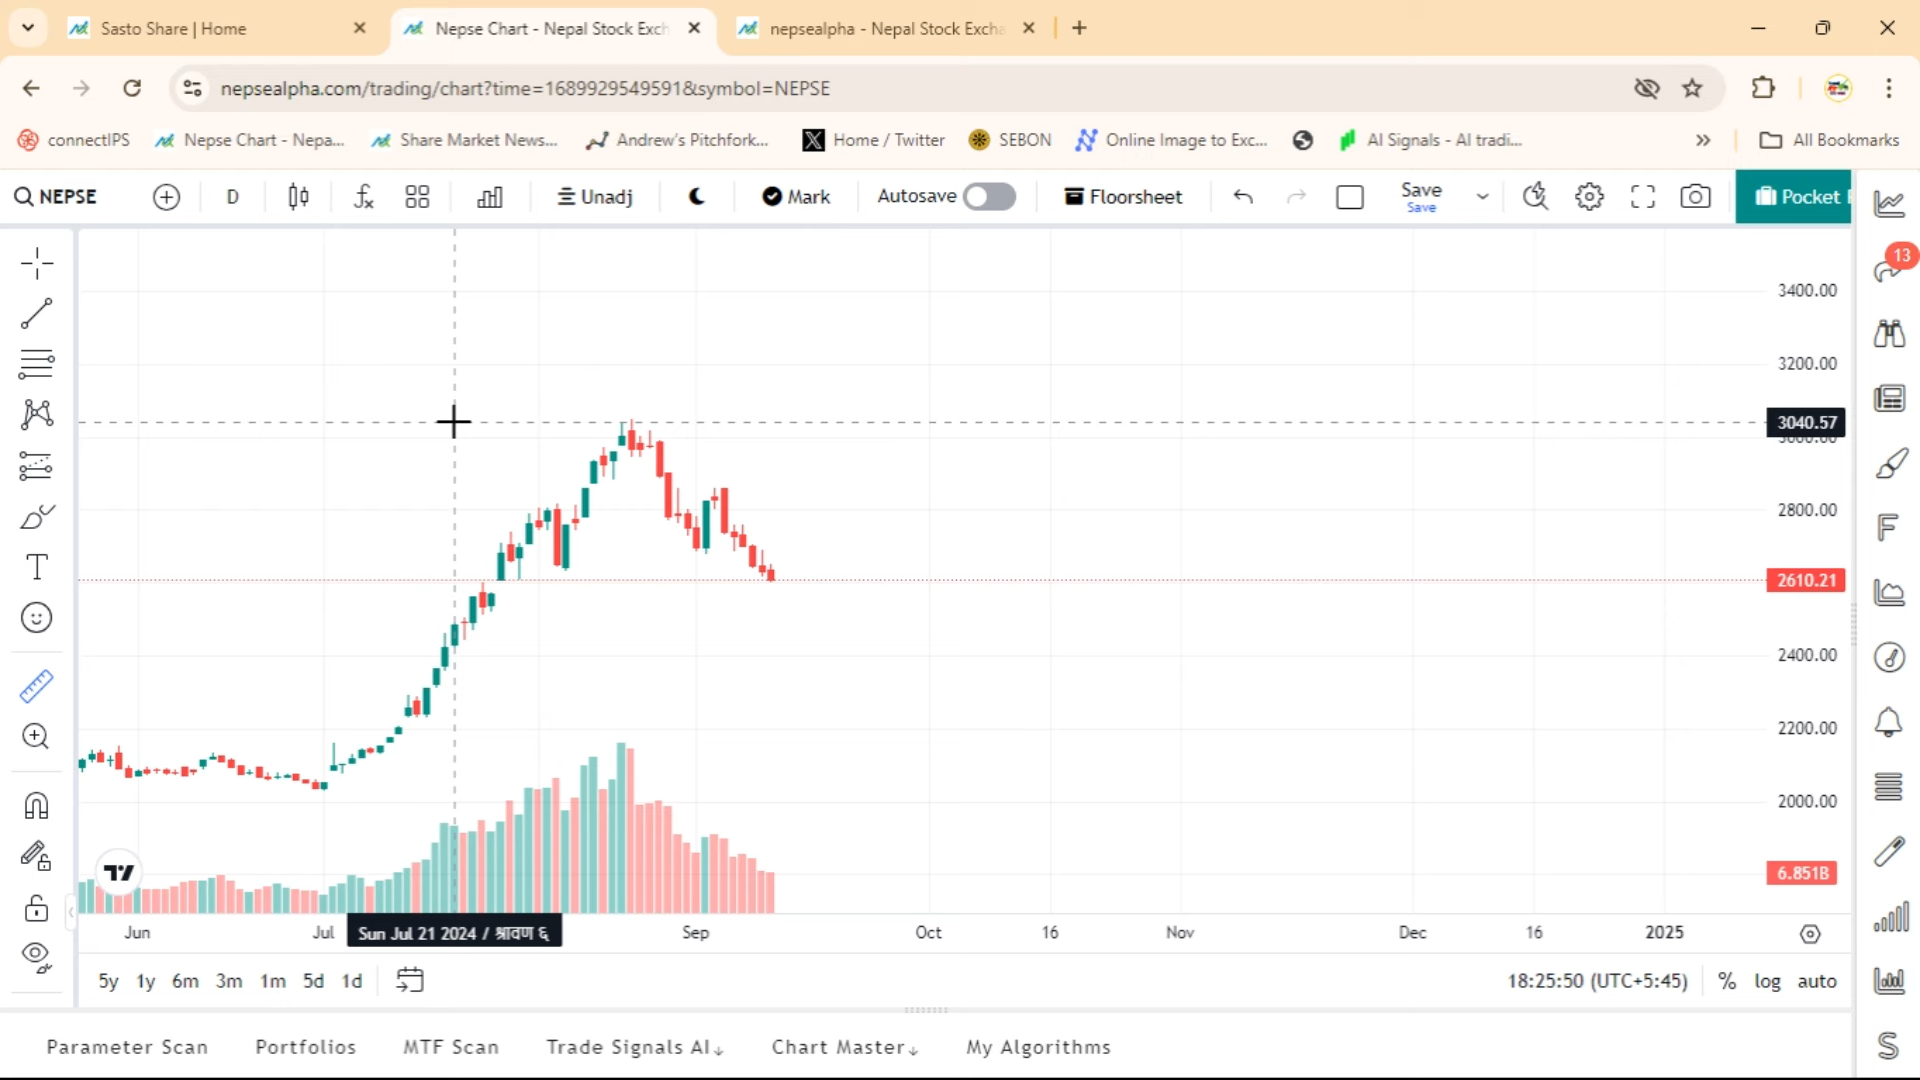 Sasto Share | Home
Nepse Chart - Nepal Stock Exch
nepsealpha - Nepal Stock Excha
nepsealpha.com/trading/chart?time=1689929549591&symbol=NEPSE
connectIPS
Nepse Chart - Nepa...
Share Market News...
Andrew's Pitchfork...
Home / Twitter
SEBON
Online Image to Exc...
AI Signals - AI tradi...
All Bookmarks
NEPSE
D
Unadj
Mark
Autosave
Floorsheet
Save
Save
Pocket
13
3400.00
3200.00
3040.57
3000.00
2800.00
2610.21
2400.00
2200.00
2000.00
6.851B
Jun
Jul
Sun Jul 21 2024 / श्रावण ६
Sep
Oct
16
Nov
Dec
16
2025
5y 1y 6m 3m 1m 5d 1d
18:25:50 (UTC+5:45)
% log auto
Parameter Scan
Portfolios
MTF Scan
Trade Signals AI↓
Chart Master↓
My Algorithms